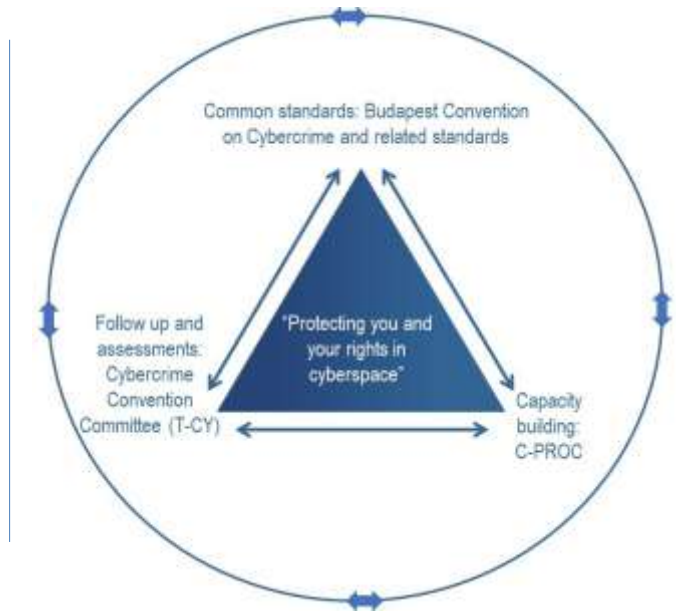 Common standards: Budapest Convention
on Cybercrime and related standards
Follow up and
assessments:
Cybercrime
Convention
Committee (T-CY)
"Protecting you and
your rights in
cyberspace"
Capacity
building:
C-PROC